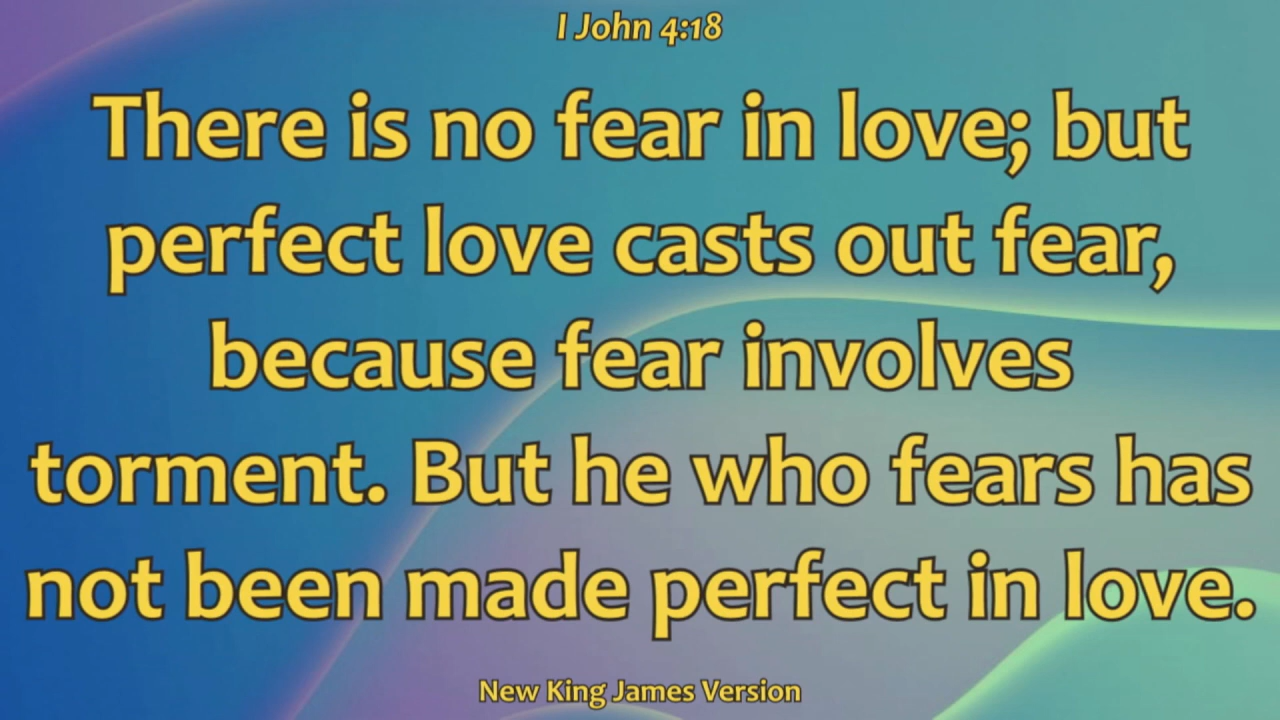 I John 4:18
There is no fear in love; but
perfect love casts out fear,
because fear involves
torment. But he who fears has
not been made perfect in love.
New King James Version